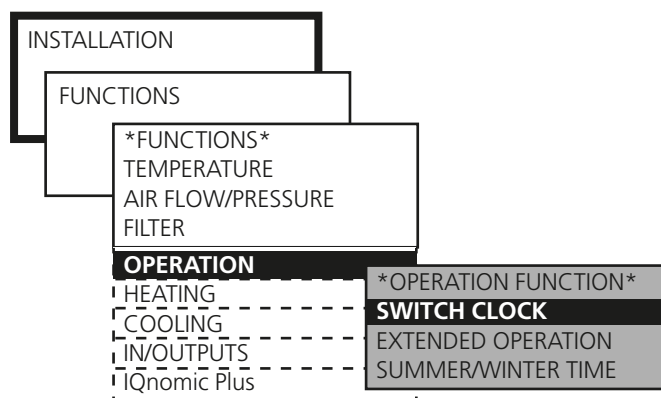 INSTALLATION
FUNCTIONS
*FUNCTIONS*
TEMPERATURE
AIR FLOW/PRESSURE
FILTER
OPERATION
HEATING
COOLING
IN/OUTPUTS
IQnomic Plus
*OPERATION FUNCTION*
SWITCH CLOCK
EXTENDED OPERATION
SUMMER/WINTER TIME